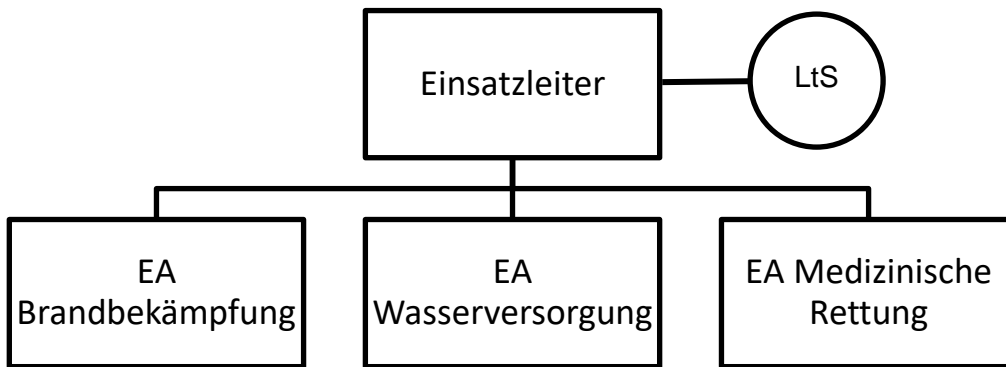 Einsatzleiter
LtS
EA
Brandbekämpfung
EA
Wasserversorgung
EA Medizinische
Rettung